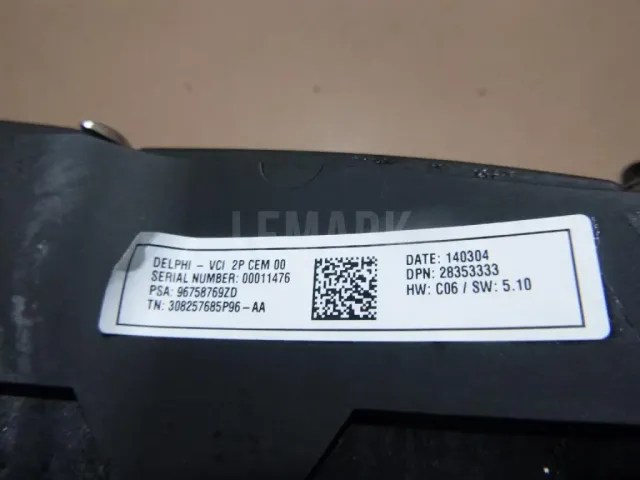 LEMARK
DELPHI - VCI 2P CEM 00
SERIAL NUMBER: 00011476
PSA: 96758769ZD
TN: 308257685P96-AA
DATE: 140304
DPN: 28353333
HW: C06 / SW: 5.10